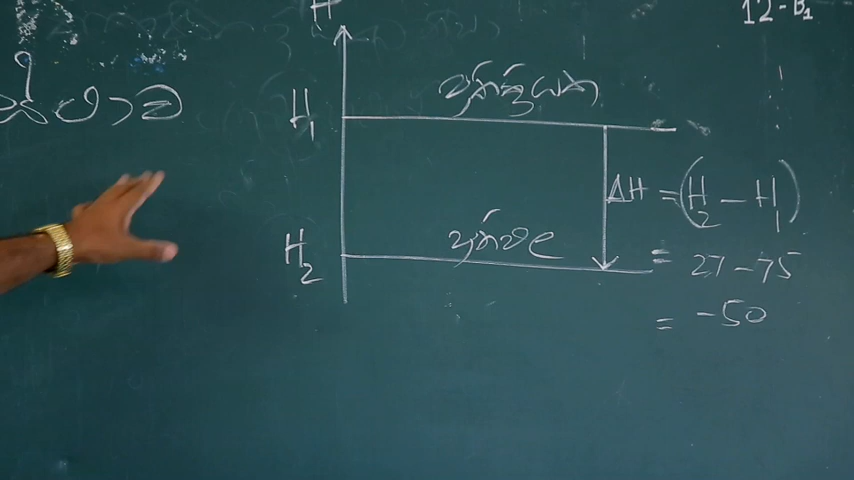 H
12-B1
ප්‍රතික්‍රියක
H₁
ΔH = (H₂ − H₁)
ප්‍රතිඵල
H₂
= 27 − 75
= −50